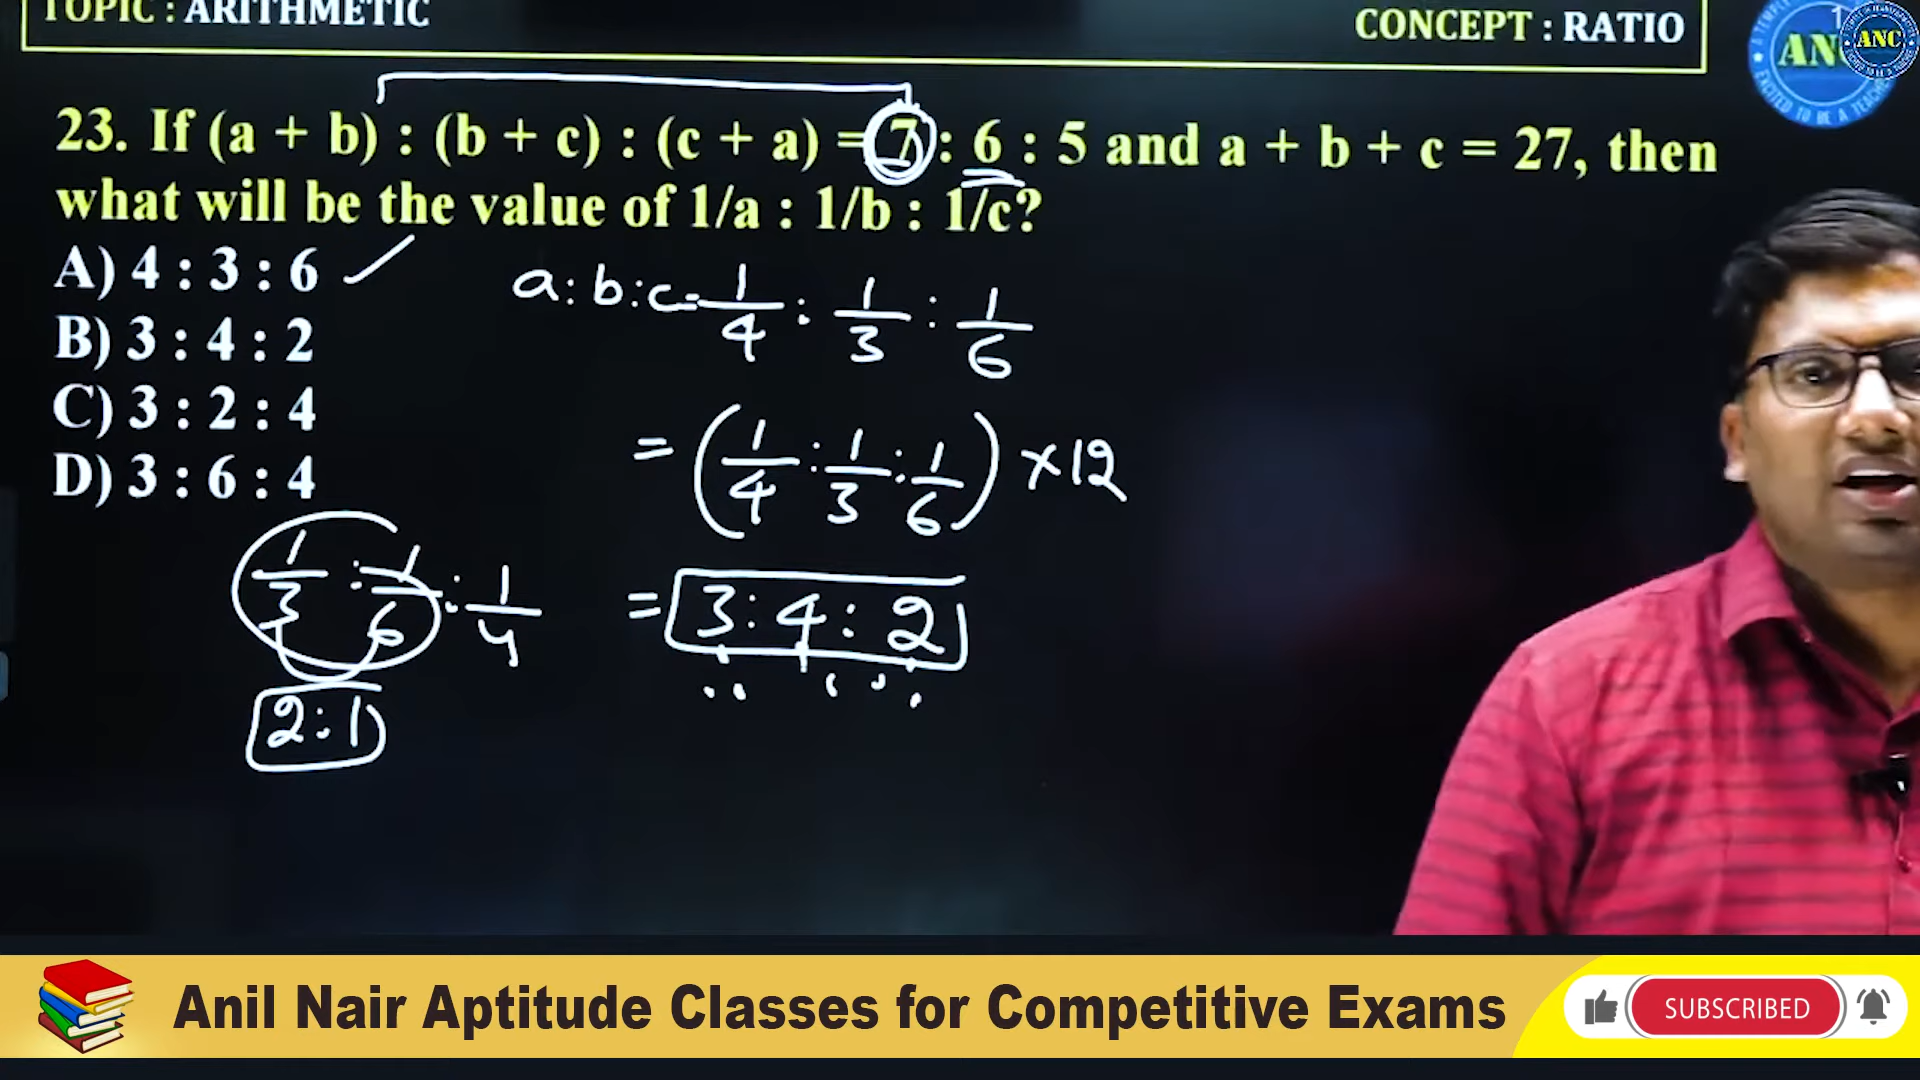 TOPIC : ARITHMETIC
CONCEPT : RATIO
ANC
ANC
23. If (a + b) : (b + c) : (c + a) = 7 : 6 : 5 and a + b + c = 27, then
what will be the value of 1/a : 1/b : 1/c?
A) 4 : 3 : 6
B) 3 : 4 : 2
C) 3 : 2 : 4
D) 3 : 6 : 4
a : b : c = 1/4 : 1/3 : 1/6
= (1/4 : 1/3 : 1/6) × 12
= 3 : 4 : 2
1/3 : 1/6 : 1/4
2 : 1
Anil Nair Aptitude Classes for Competitive Exams
SUBSCRIBED